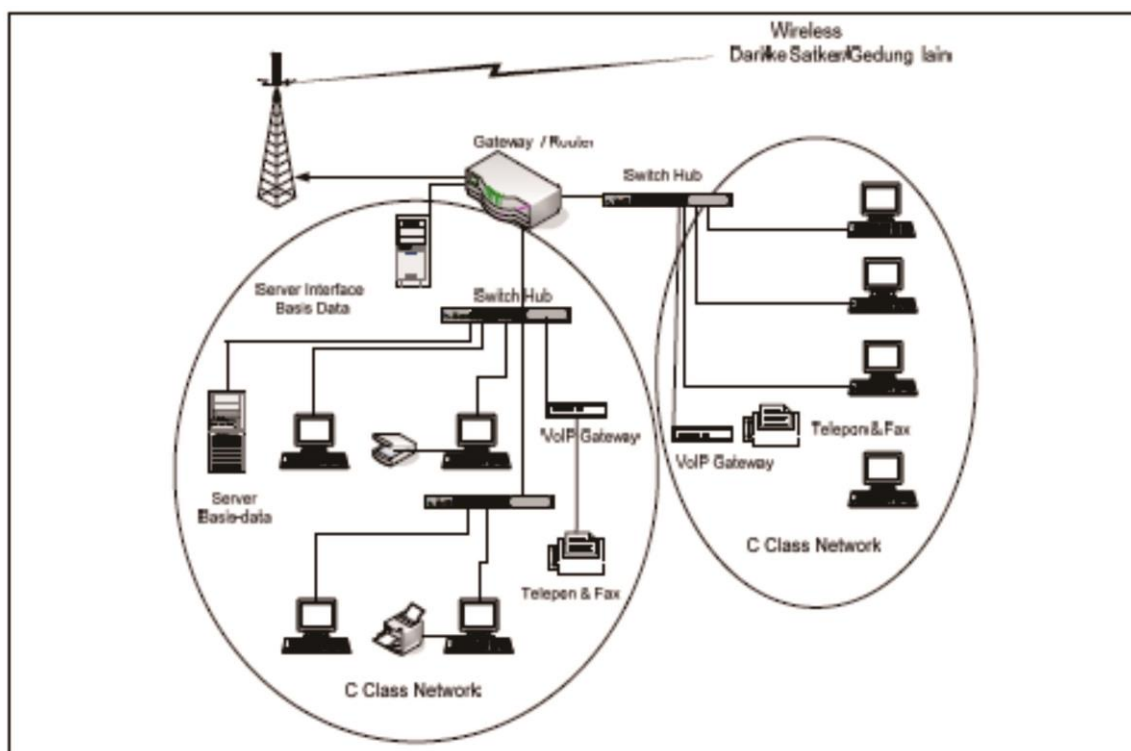 Wireless
Dari/ke Satker/Gedung lain
Gateway / Router
Switch Hub
Server Interface
Basis Data
Switch Hub
VoIP Gateway
Telepon & Fax
VoIP Gateway
Server
Basis-data
C Class Network
Telepon & Fax
C Class Network